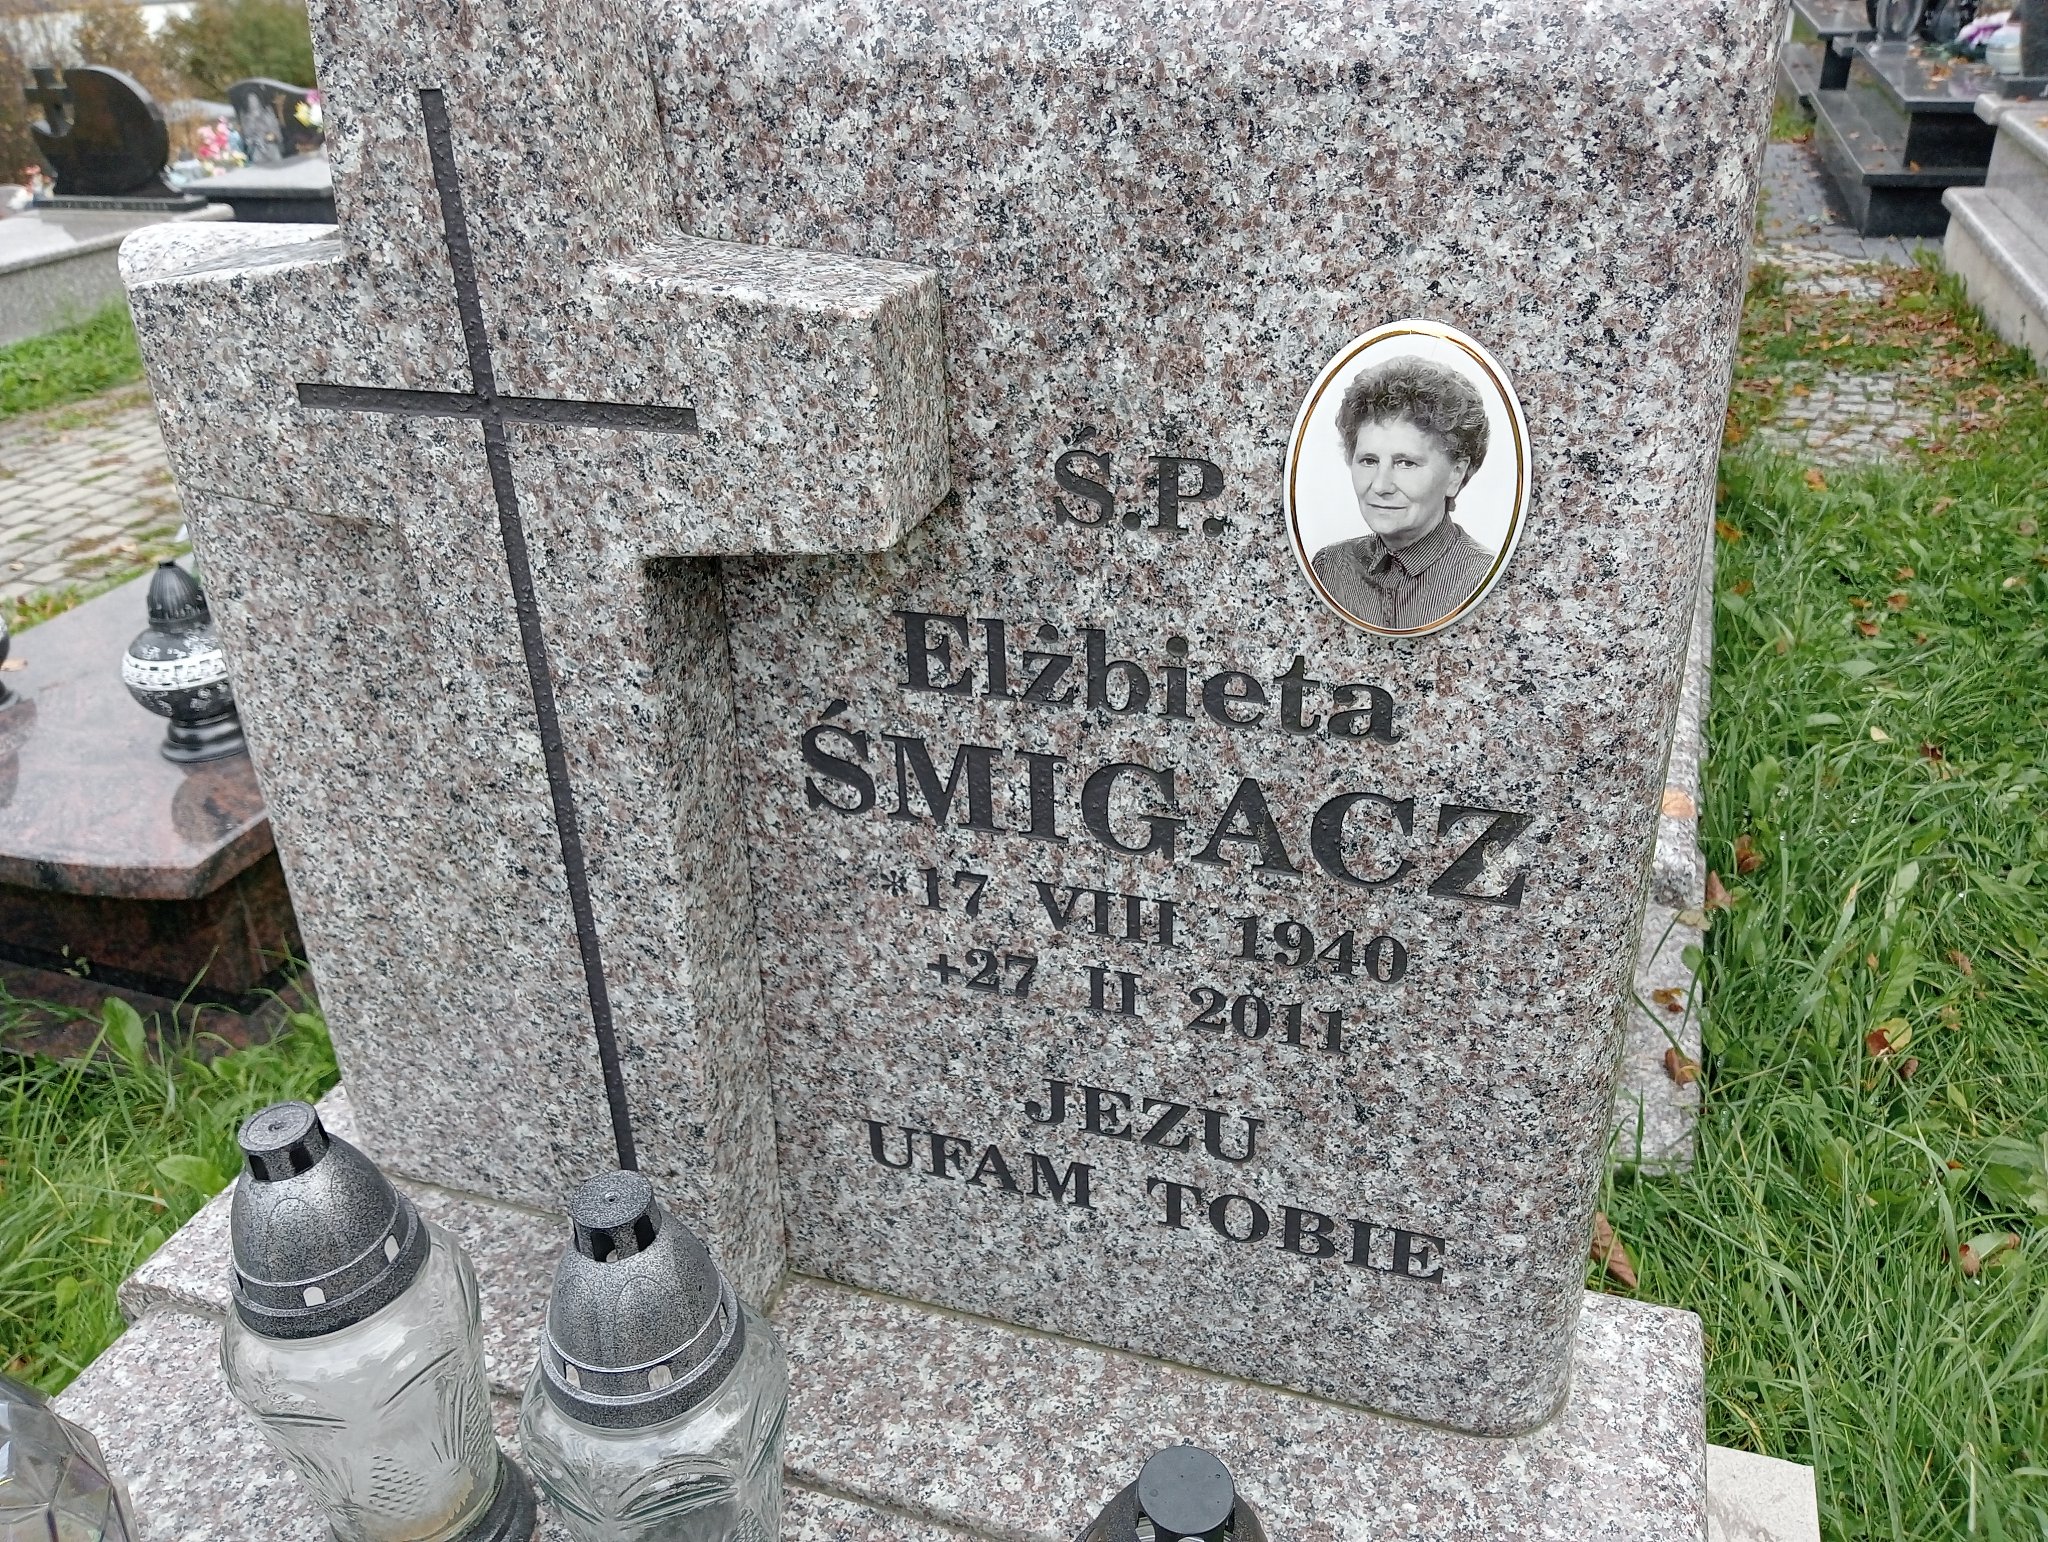 Ś.P.
Elżbieta
ŚMIGACZ
*17 VIII 1940
+27 II 2011
JEZU
UFAM TOBIE